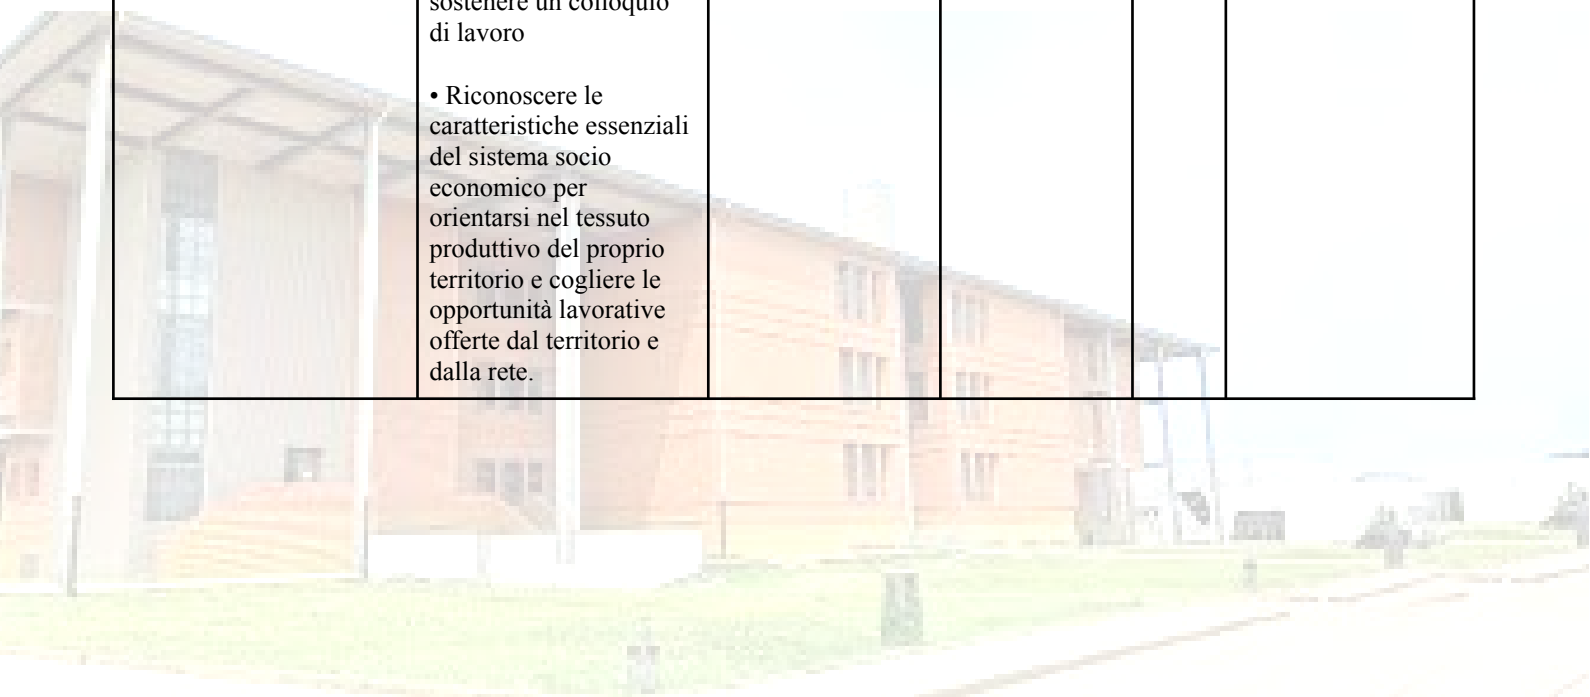 sostenere un colloquio
di lavoro
• Riconoscere le
caratteristiche essenziali
del sistema socio
economico per
orientarsi nel tessuto
produttivo del proprio
territorio e cogliere le
opportunità lavorative
offerte dal territorio e
dalla rete.